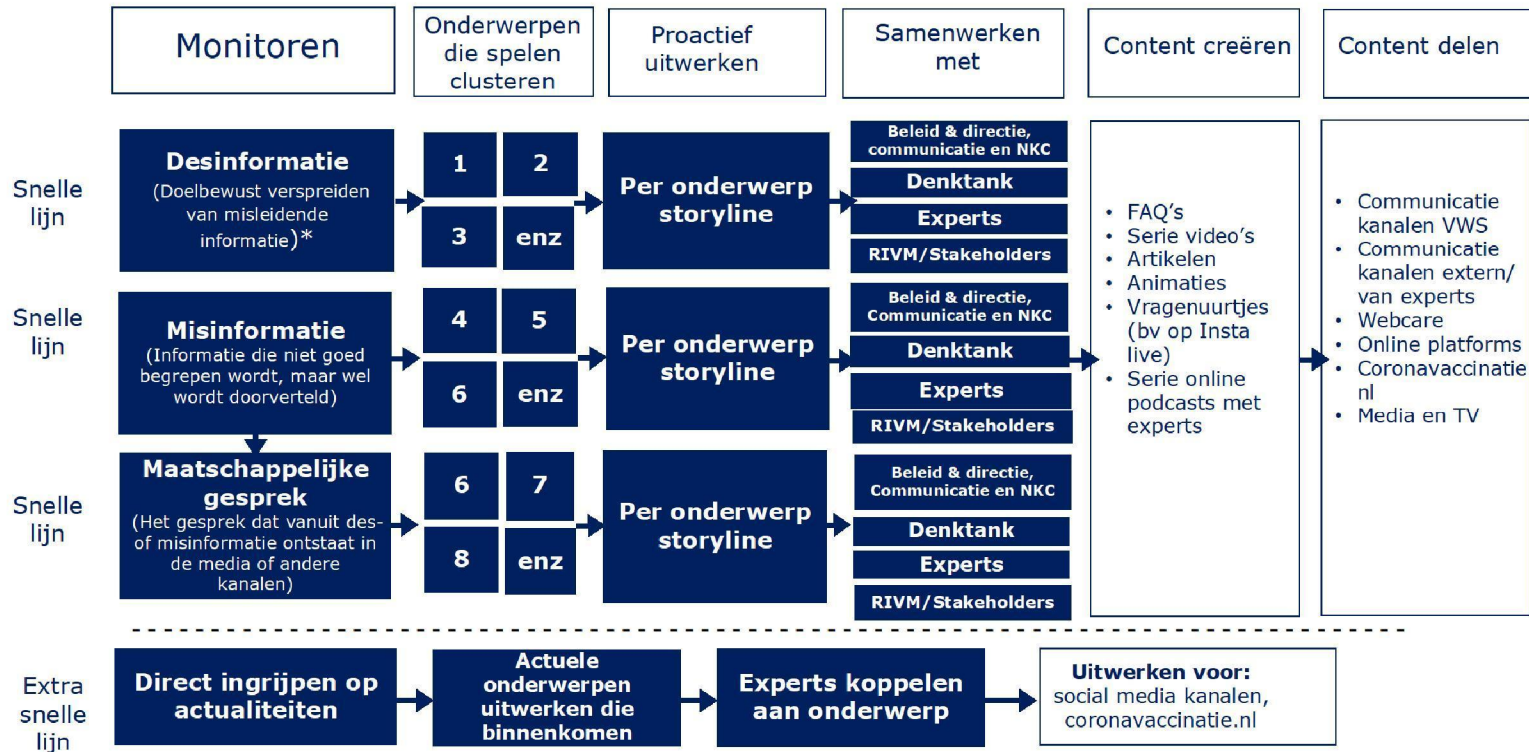 Monitoren
Onderwerpen
die spelen
clusteren
Proactief
uitwerken
Samenwerken
met
Content creëren
Content delen
Snelle
lijn
Desinformatie
(Doelbewust verspreiden
van misleidende
informatie)*
1
2
3
enz
Per onderwerp
storyline
Beleid & directie,
communicatie en NKC
Denktank
Experts
RIVM/Stakeholders
Snelle
lijn
Misinformatie
(Informatie die niet goed
begrepen wordt, maar wel
wordt doorverteld)
4
5
6
enz
Per onderwerp
storyline
Beleid & directie,
Communicatie en NKC
Denktank
Experts
RIVM/Stakeholders
Snelle
lijn
Maatschappelijke
gesprek
(Het gesprek dat vanuit des-
of misinformatie ontstaat in
de media of andere
kanalen)
6
7
8
enz
Per onderwerp
storyline
Beleid & directie,
Communicatie en NKC
Denktank
Experts
RIVM/Stakeholders
• FAQ's
• Serie video's
• Artikelen
• Animaties
• Vragenuurtjes
(bv op Insta
live)
• Serie online
podcasts met
experts
• Communicatie
kanalen VWS
• Communicatie
kanalen extern/
van experts
• Webcare
• Online platforms
• Coronavaccinatie
nl
• Media en TV
Extra
snelle
lijn
Direct ingrijpen op
actualiteiten
Actuele
onderwerpen
uitwerken die
binnenkomen
Experts koppelen
aan onderwerp
Uitwerken voor:
social media kanalen,
coronavaccinatie.nl